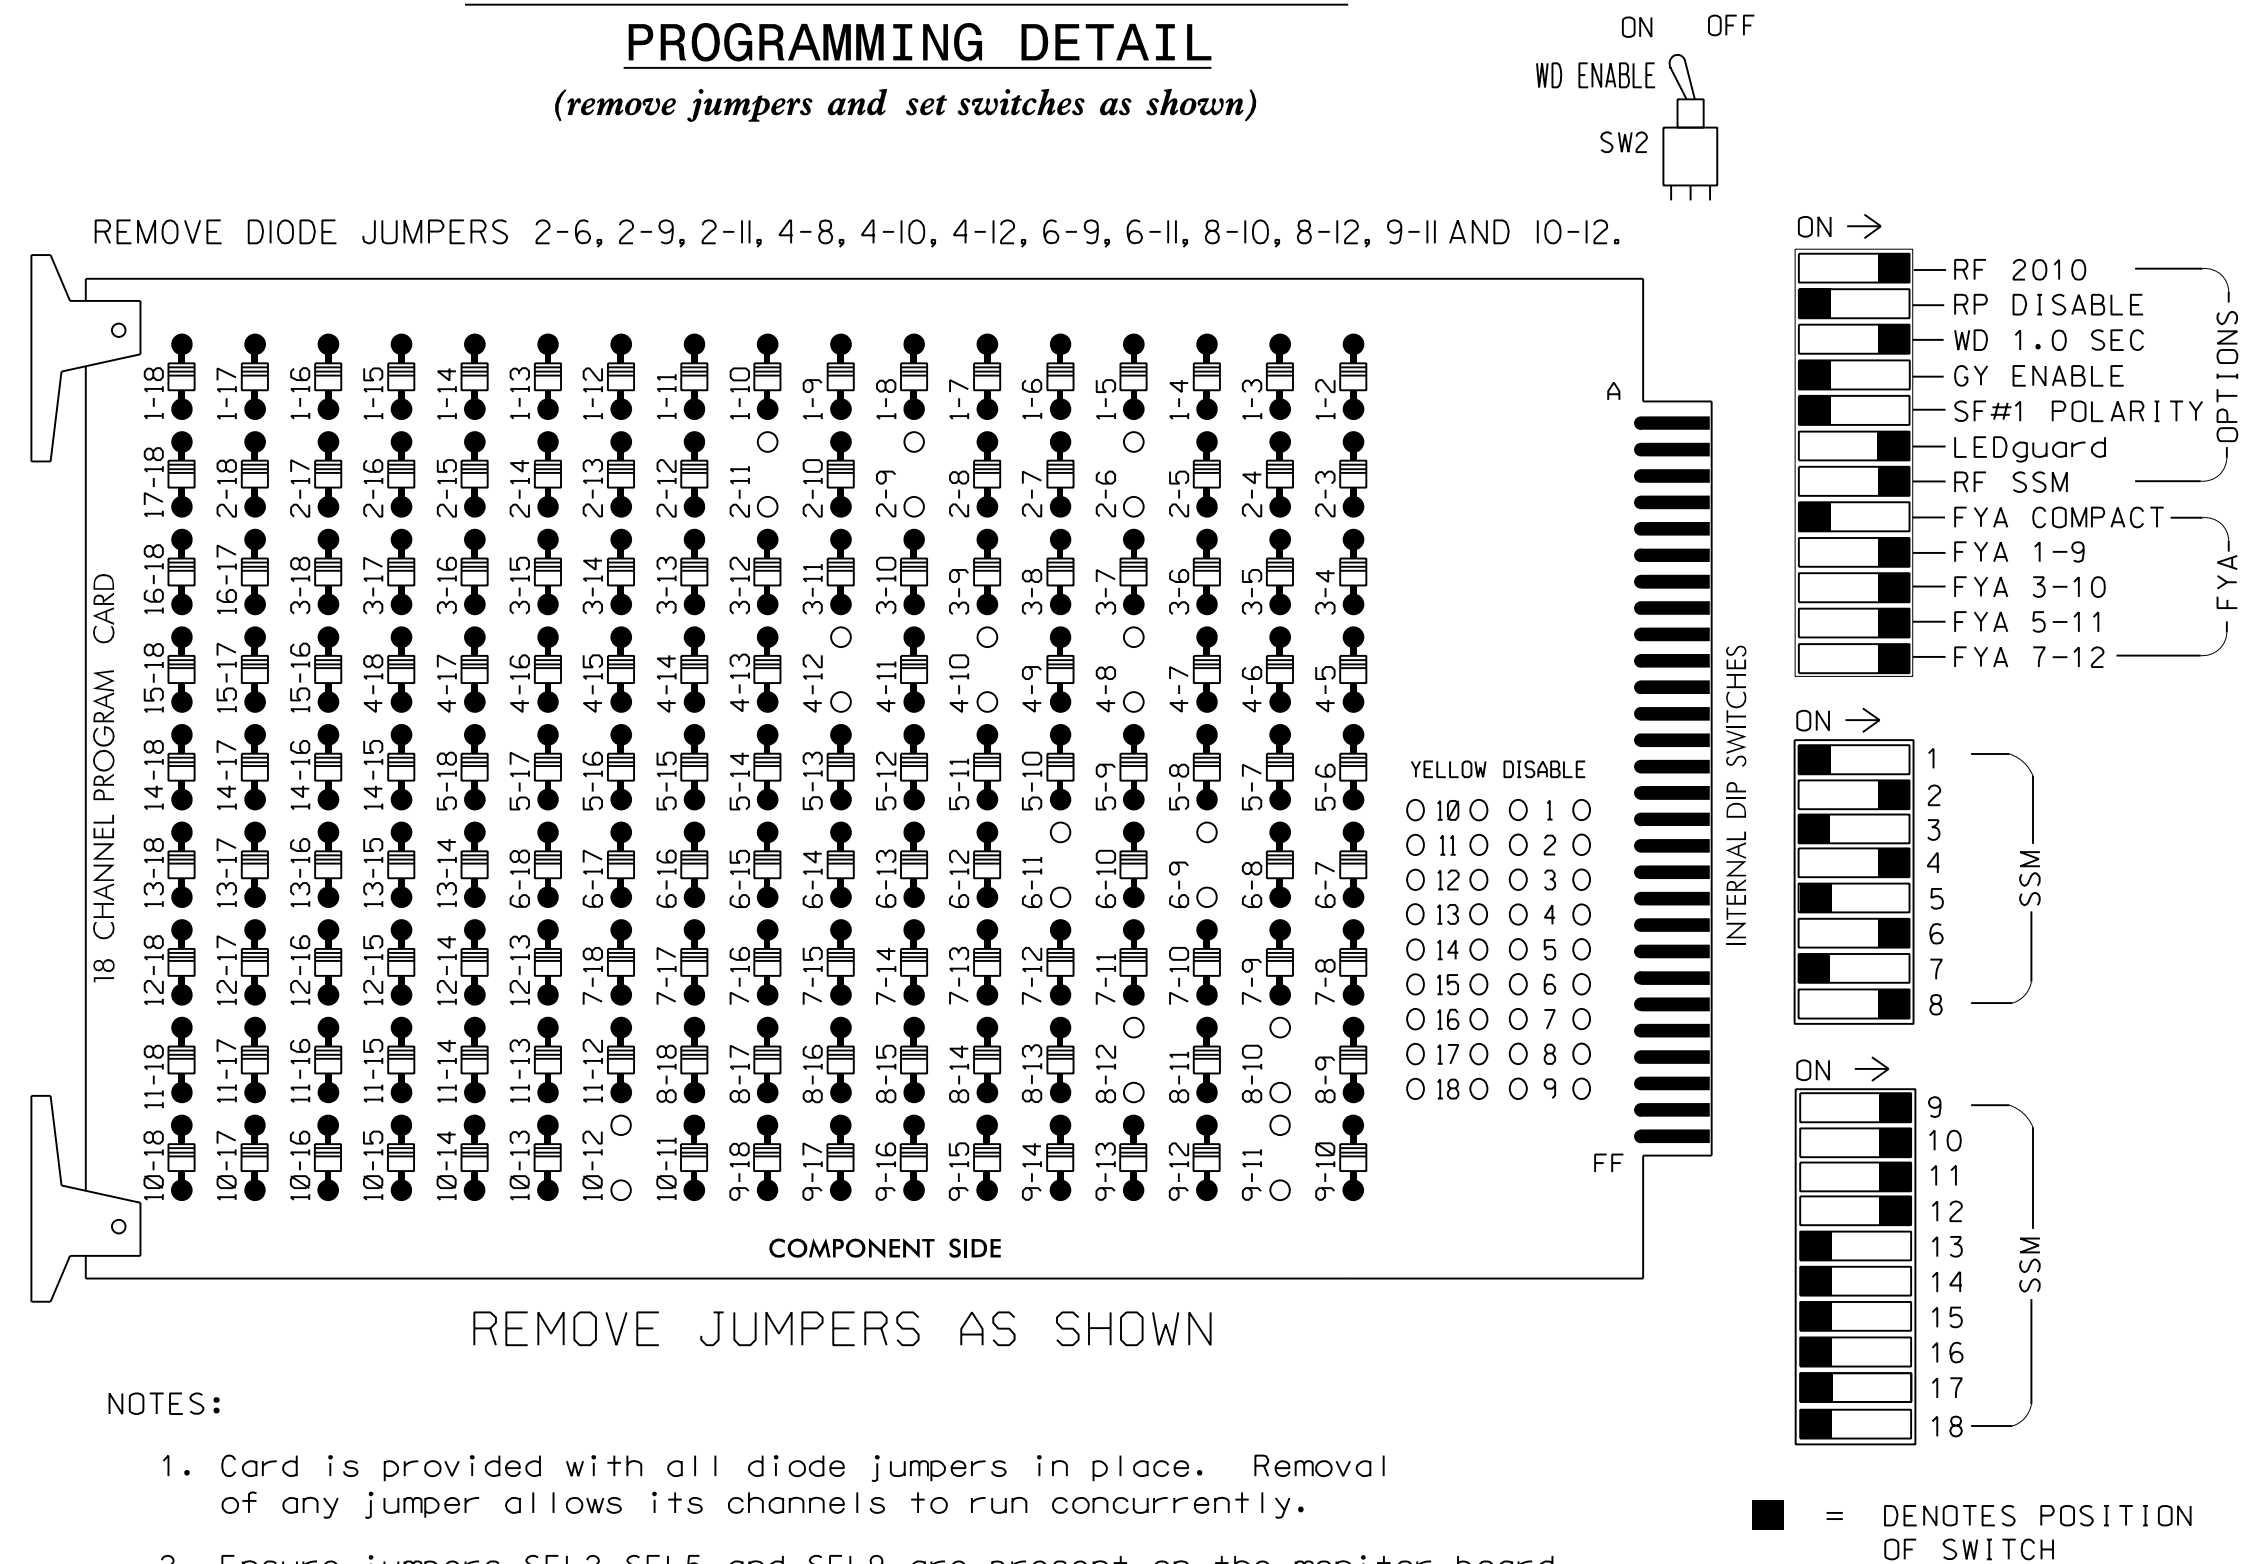 PROGRAMMING DETAIL
(remove jumpers and set switches as shown)
ON OFF
WD ENABLE
SW2
REMOVE DIODE JUMPERS 2-6, 2-9, 2-11, 4-8, 4-10, 4-12, 6-9, 6-11, 8-10, 8-12, 9-11 AND 10-12.
18 CHANNEL PROGRAM CARD
1-18 1-17 1-16 1-15 1-14 1-13 1-12 1-11 1-10 1-9 1-8 1-7 1-6 1-5 1-4 1-3 1-2
17-18 2-18 2-17 2-16 2-15 2-14 2-13 2-12 2-11 2-10 2-9 2-8 2-7 2-6 2-5 2-4 2-3
16-18 16-17 3-18 3-17 3-16 3-15 3-14 3-13 3-12 3-11 3-10 3-9 3-8 3-7 3-6 3-5 3-4
15-18 15-17 15-16 4-18 4-17 4-16 4-15 4-14 4-13 4-12 4-11 4-10 4-9 4-8 4-7 4-6 4-5
14-18 14-17 14-16 14-15 5-18 5-17 5-16 5-15 5-14 5-13 5-12 5-11 5-10 5-9 5-8 5-7 5-6
13-18 13-17 13-16 13-15 13-14 6-18 6-17 6-16 6-15 6-14 6-13 6-12 6-11 6-10 6-9 6-8 6-7
12-18 12-17 12-16 12-15 12-14 12-13 7-18 7-17 7-16 7-15 7-14 7-13 7-12 7-11 7-10 7-9 7-8
11-18 11-17 11-16 11-15 11-14 11-13 11-12 8-18 8-17 8-16 8-15 8-14 8-13 8-12 8-11 8-10 8-9
10-18 10-17 10-16 10-15 10-14 10-13 10-12 10-11 9-18 9-17 9-16 9-15 9-14 9-13 9-12 9-11 9-10
A
YELLOW DISABLE
10 1
11 2
12 3
13 4
14 5
15 6
16 7
17 8
18 9
FF
COMPONENT SIDE
REMOVE JUMPERS AS SHOWN
INTERNAL DIP SWITCHES
ON →
RF 2010
RP DISABLE
WD 1.0 SEC
GY ENABLE
SF#1 POLARITY
LEDguard
RF SSM
OPTIONS
FYA COMPACT
FYA 1-9
FYA 3-10
FYA 5-11
FYA 7-12
FYA
ON →
1
2
3
4
5
6
7
8
SSM
ON →
9
10
11
12
13
14
15
16
17
18
SSM
= DENOTES POSITION
OF SWITCH
NOTES:
1. Card is provided with all diode jumpers in place. Removal
of any jumper allows its channels to run concurrently.
2. Ensure jumpers SEL2-SEL5 and SEL9 are present on the monitor board.